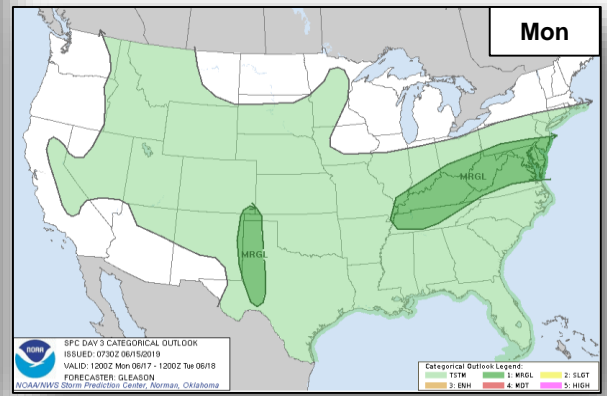 Mon
MRGL
MRGL
NOAA
SPC DAY 3 CATEGORICAL OUTLOOK
ISSUED: 0730Z 06/15/2019
VALID: 1200Z Mon 06/17 - 1200Z Tue 06/18
FORECASTER: GLEASON
NOAA/NWS Storm Prediction Center, Norman, Oklahoma
Categorical Outlook Legend:
TSTM 1: MRGL 2: SLGT
3: ENH 4: MDT 5: HIGH